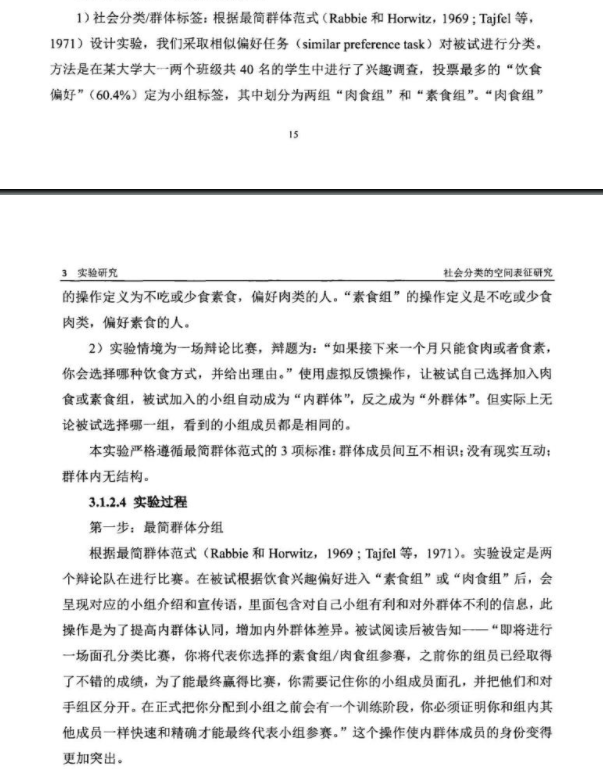 1）社会分类/群体标签：根据最简群体范式（Rabbie 和 Horwitz，1969；Tajfel 等，
1971）设计实验，我们采取相似偏好任务（similar preference task）对被试进行分类。
方法是在某大学大一两个班级共 40 名的学生中进行了兴趣调查，投票最多的“饮食
偏好”（60.4%）定为小组标签，其中划分为两组“肉食组”和“素食组”。“肉食组”
15
3 实验研究 社会分类的空间表征研究
的操作定义为不吃或少食素食，偏好肉类的人。“素食组”的操作定义是不吃或少食
肉类，偏好素食的人。
2）实验情境为一场辩论比赛，辩题为：“如果接下来一个月只能食肉或者食素，
你会选择哪种饮食方式，并给出理由。”使用虚拟反馈操作，让被试自己选择加入肉
食或素食组，被试加入的小组自动成为“内群体”，反之成为“外群体”。但实际上无
论被试选择哪一组，看到的小组成员都是相同的。
本实验严格遵循最简群体范式的 3 项标准：群体成员间互不相识；没有现实互动；
群体内无结构。
3.1.2.4 实验过程
第一步：最简群体分组
根据最简群体范式（Rabbie 和 Horwitz，1969；Tajfel 等，1971）。实验设定是两
个辩论队在进行比赛。在被试根据饮食兴趣偏好进入“素食组”或“肉食组”后，会
呈现对应的小组介绍和宣传语，里面包含对自己小组有利和对外群体不利的信息，此
操作是为了提高内群体认同，增加内外群体差异。被试阅读后被告知——“即将进行
一场面孔分类比赛，你将代表你选择的素食组/肉食组参赛，之前你的组员已经取得
了不错的成绩，为了能最终赢得比赛，你需要记住你的小组成员面孔，并把他们和对
手组区分开。在正式把你分配到小组之前会有一个训练阶段，你必须证明你和组内其
他成员一样快速和精确才能最终代表小组参赛。”这个操作使内群体成员的身份变得
更加突出。